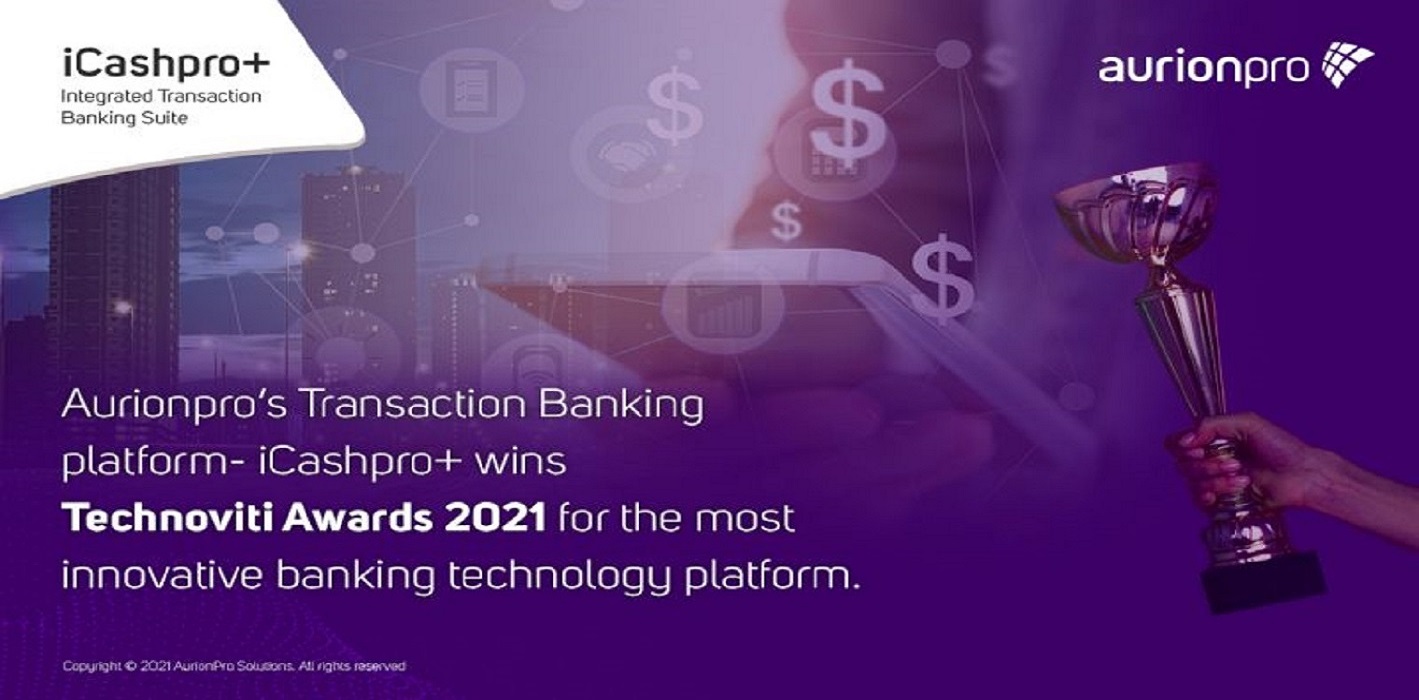 iCashpro+
Integrated Transaction
Banking Suite
aurionpro
$
$
$
$
$
Aurionpro's Transaction Banking
platform- iCashpro+ wins
Technoviti Awards 2021 for the most
innovative banking technology platform.
Copyright © 2021 AurionPro Solutions. All rights reserved